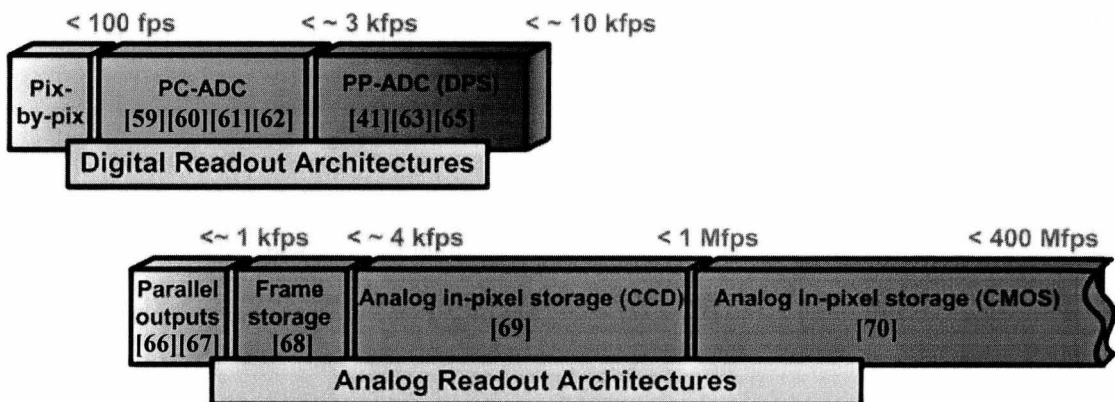 < 100 fps < ~ 3 kfps < ~ 10 kfps
Pix-
by-pix
PC-ADC
[59][60][61][62]
PP-ADC (DPS)
[41][63][65]
Digital Readout Architectures
<~ 1 kfps < ~ 4 kfps < 1 Mfps < 400 Mfps
Parallel
outputs
[66][67]
Frame
storage
[68]
Analog in-pixel storage (CCD)
[69]
Analog In-pixel storage (CMOS)
[70]
Analog Readout Architectures